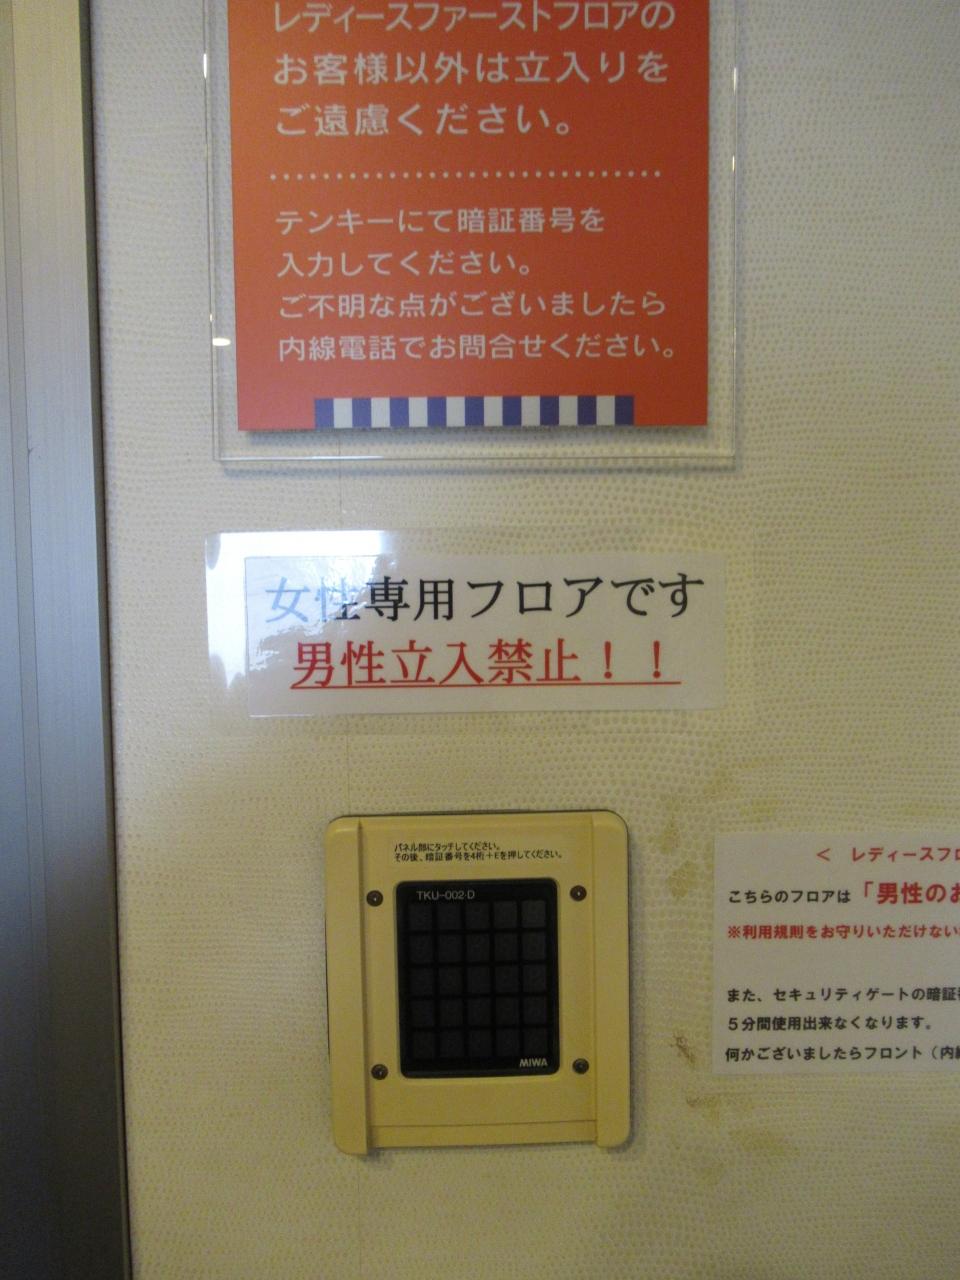 レディースファーストフロアの
お客様以外は立入りを
ご遠慮ください。
テンキーにて暗証番号を
入力してください。
ご不明な点がございましたら
内線電話でお問合せください。
女性専用フロアです
男性立入禁止！！
パネル部にタッチしてください。
その後、暗証番号を4桁＋Eを押してください。
TKU-002-D
MIWA
＜ レディースフロ
こちらのフロアは「男性のお
※利用規則をお守りいただけない
また、セキュリティゲートの暗証
５分間使用出来なくなります。
何かございましたらフロント（内線